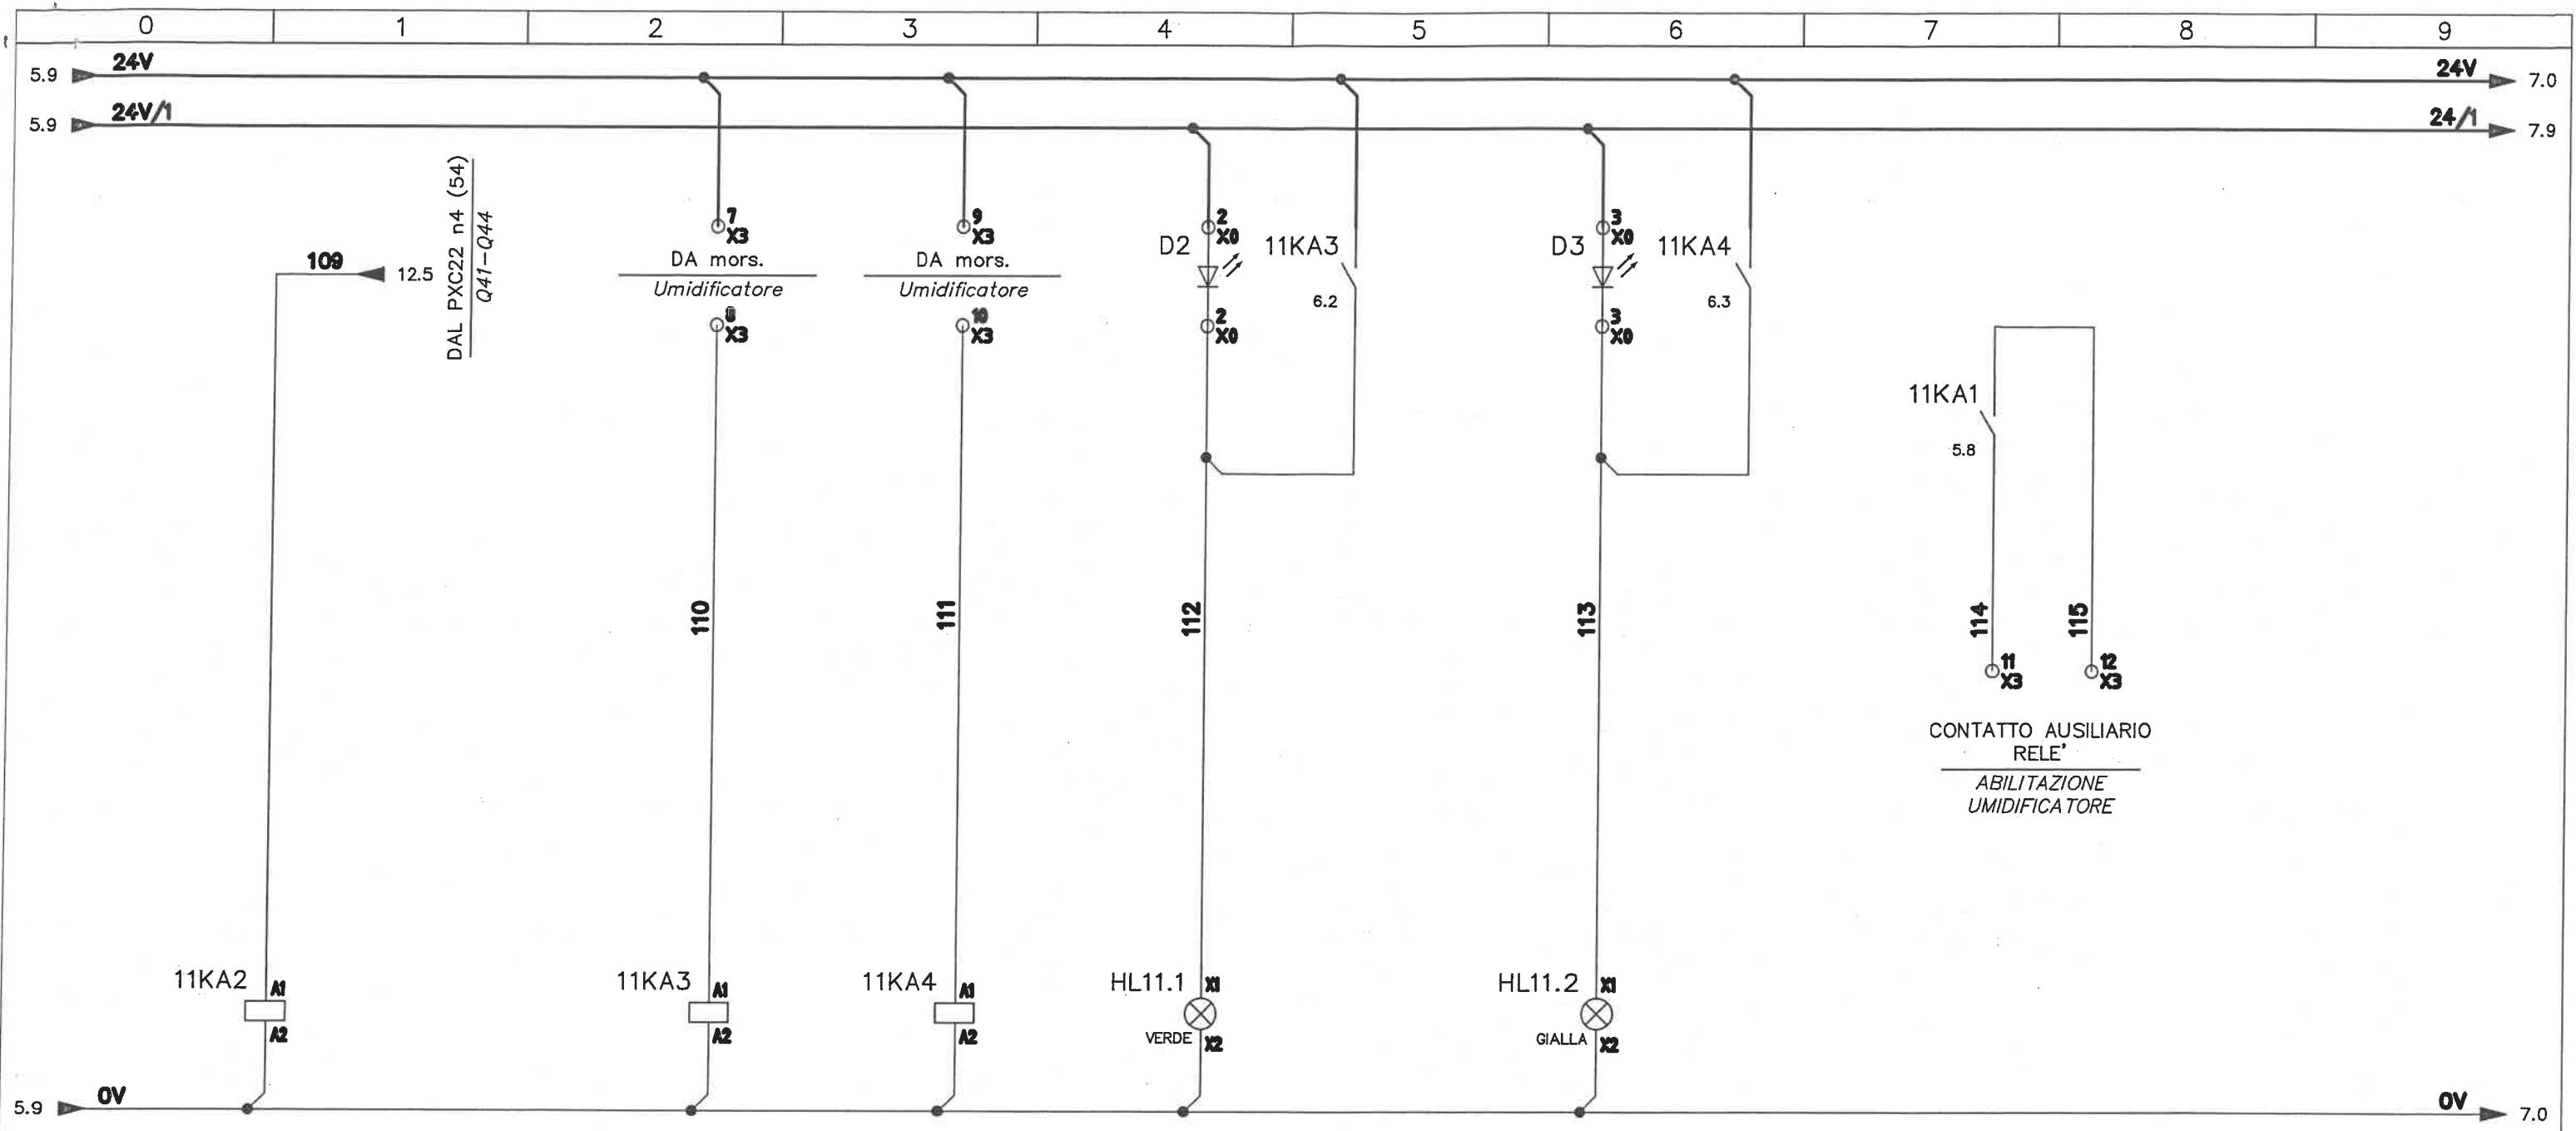 0 1 2 3 4 5 6 7 8 9
5.9 24V 24V 7.0
5.9 24V/1 24/1 7.9
DAL PXC22 n4 (54)
Q41-Q44
109 12.5
7
X3
DA mors.
Umidificatore
8
X3
9
X3
DA mors.
Umidificatore
10
X3
2
X0
D2
2
X0
11KA3
6.2
3
X0
D3
3
X0
11KA4
6.3
11KA1
5.8
110
111
112
113
114
115
11
X3
12
X3
CONTATTO AUSILIARIO
RELE'
ABILITAZIONE
UMIDIFICATORE
11KA2 A1
A2
11KA3 A1
A2
11KA4 A1
A2
HL11.1 X1
VERDE X2
HL11.2 X1
GIALLA X2
5.9 0V 0V 7.0